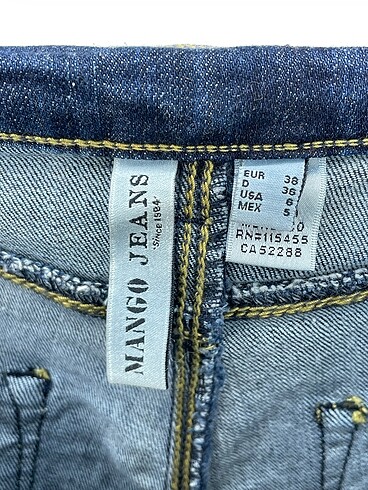 MANGO JEANS
-Since 1984-
EUR 38
D 36
USA 6
MEX 5
RN#115455
CA52288